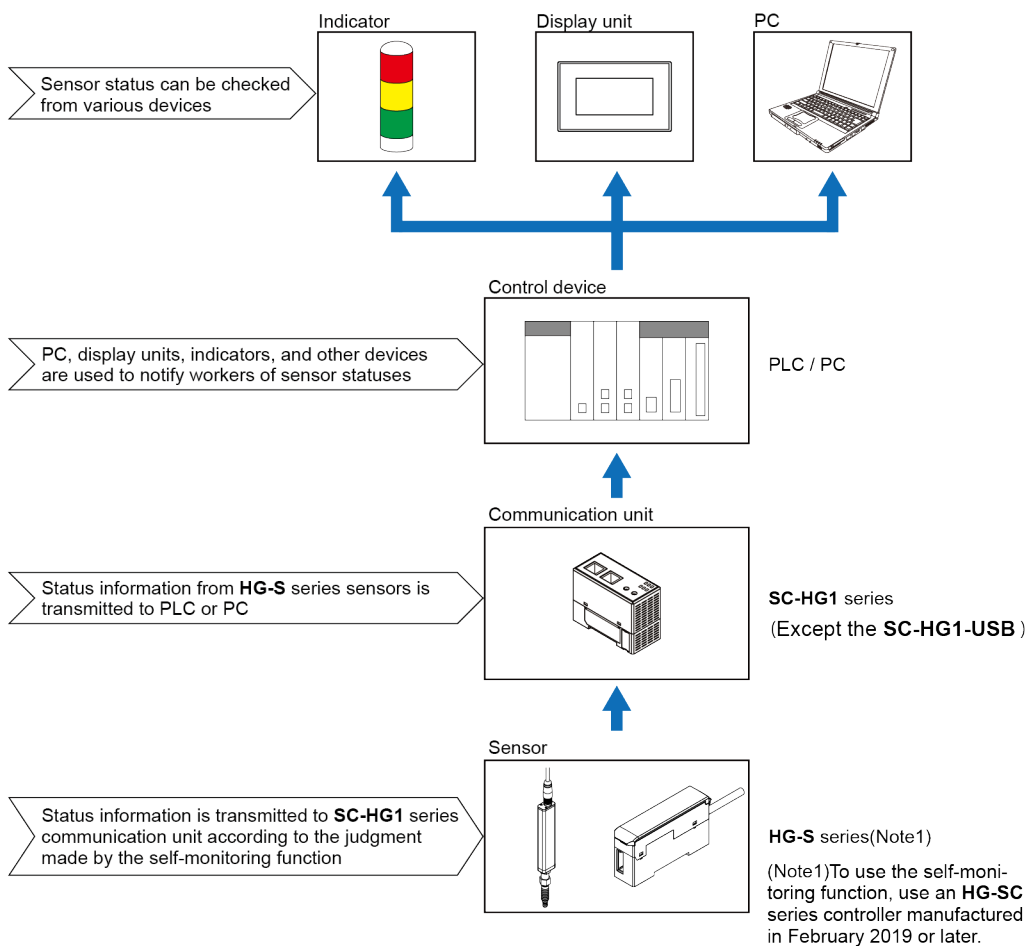 Indicator
Display unit
PC
Sensor status can be checked
from various devices
Control device
PC, display units, indicators, and other devices
are used to notify workers of sensor statuses
PLC / PC
Communication unit
Status information from HG-S series sensors is
transmitted to PLC or PC
SC-HG1 series
(Except the SC-HG1-USB )
Sensor
Status information is transmitted to SC-HG1 series
communication unit according to the judgment
made by the self-monitoring function
HG-S series(Note1)
(Note1)To use the self-moni-
toring function, use an HG-SC
series controller manufactured
in February 2019 or later.